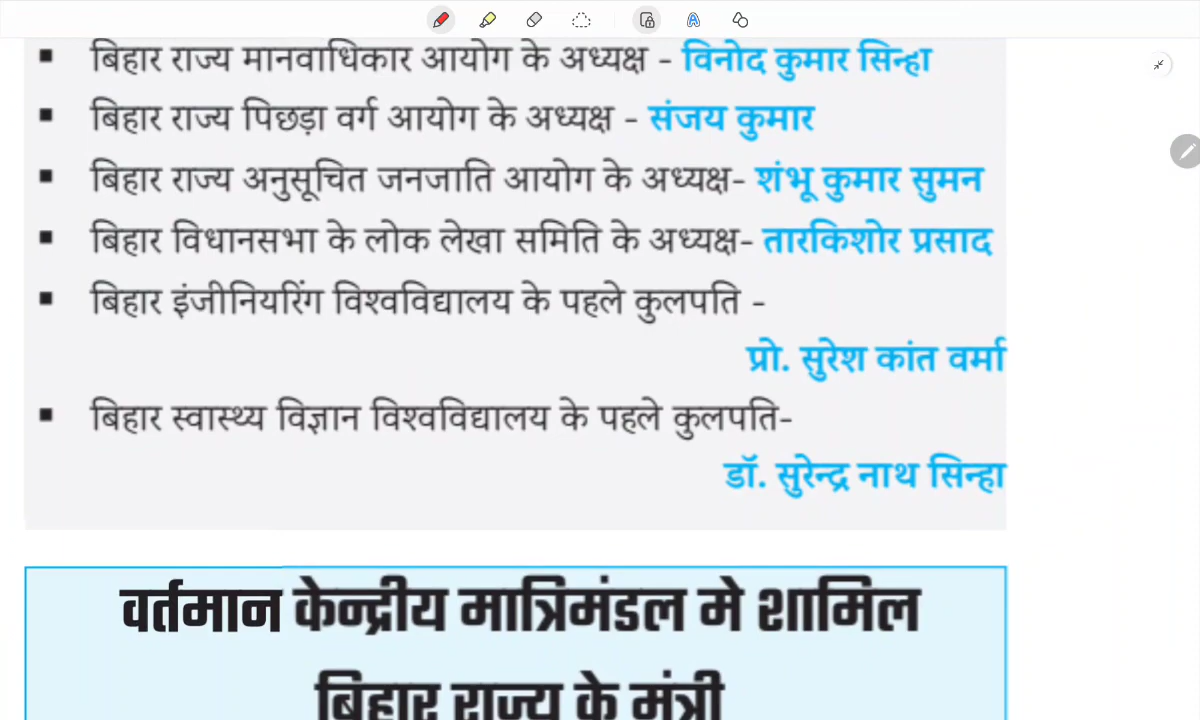 ▪ बिहार राज्य मानवाधिकार आयोग के अध्यक्ष - विनोद कुमार सिन्हा
▪ बिहार राज्य पिछड़ा वर्ग आयोग के अध्यक्ष - संजय कुमार
▪ बिहार राज्य अनुसूचित जनजाति आयोग के अध्यक्ष- शंभू कुमार सुमन
▪ बिहार विधानसभा के लोक लेखा समिति के अध्यक्ष- तारकिशोर प्रसाद
▪ बिहार इंजीनियरिंग विश्वविद्यालय के पहले कुलपति -
प्रो. सुरेश कांत वर्मा
▪ बिहार स्वास्थ्य विज्ञान विश्वविद्यालय के पहले कुलपति-
डॉ. सुरेन्द्र नाथ सिन्हा
वर्तमान केन्द्रीय मात्रिमंडल मे शामिल
बिहार राज्य के मंत्री